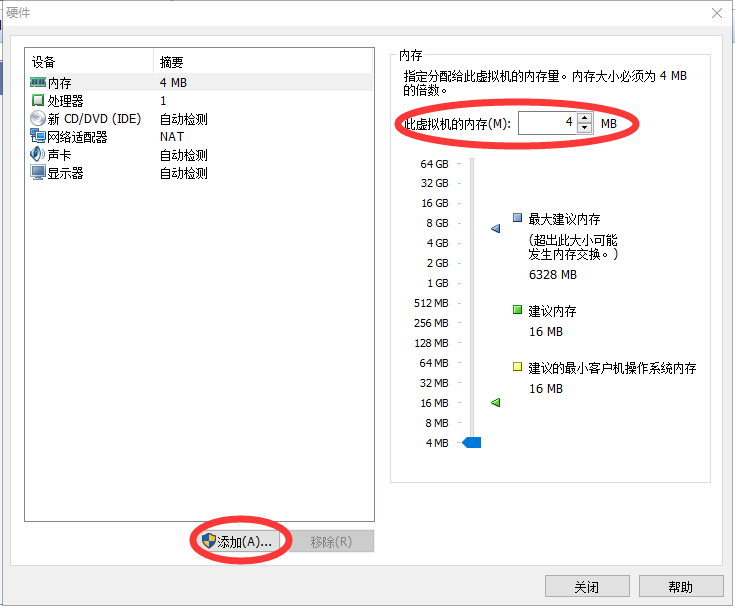 硬件
设备 摘要
内存 4 MB
处理器 1
新 CD/DVD (IDE) 自动检测
网络适配器 NAT
声卡 自动检测
显示器 自动检测
添加(A)... 移除(R)
内存
指定分配给此虚拟机的内存量。内存大小必须为 4 MB
的倍数。
此虚拟机的内存(M): 4 MB
64 GB
32 GB
16 GB
8 GB
4 GB
2 GB
1 GB
512 MB
256 MB
128 MB
64 MB
32 MB
16 MB
8 MB
4 MB
最大建议内存
(超出此大小可能
发生内存交换。)
6328 MB
建议内存
16 MB
建议的最小客户机操作系统内存
16 MB
关闭 帮助